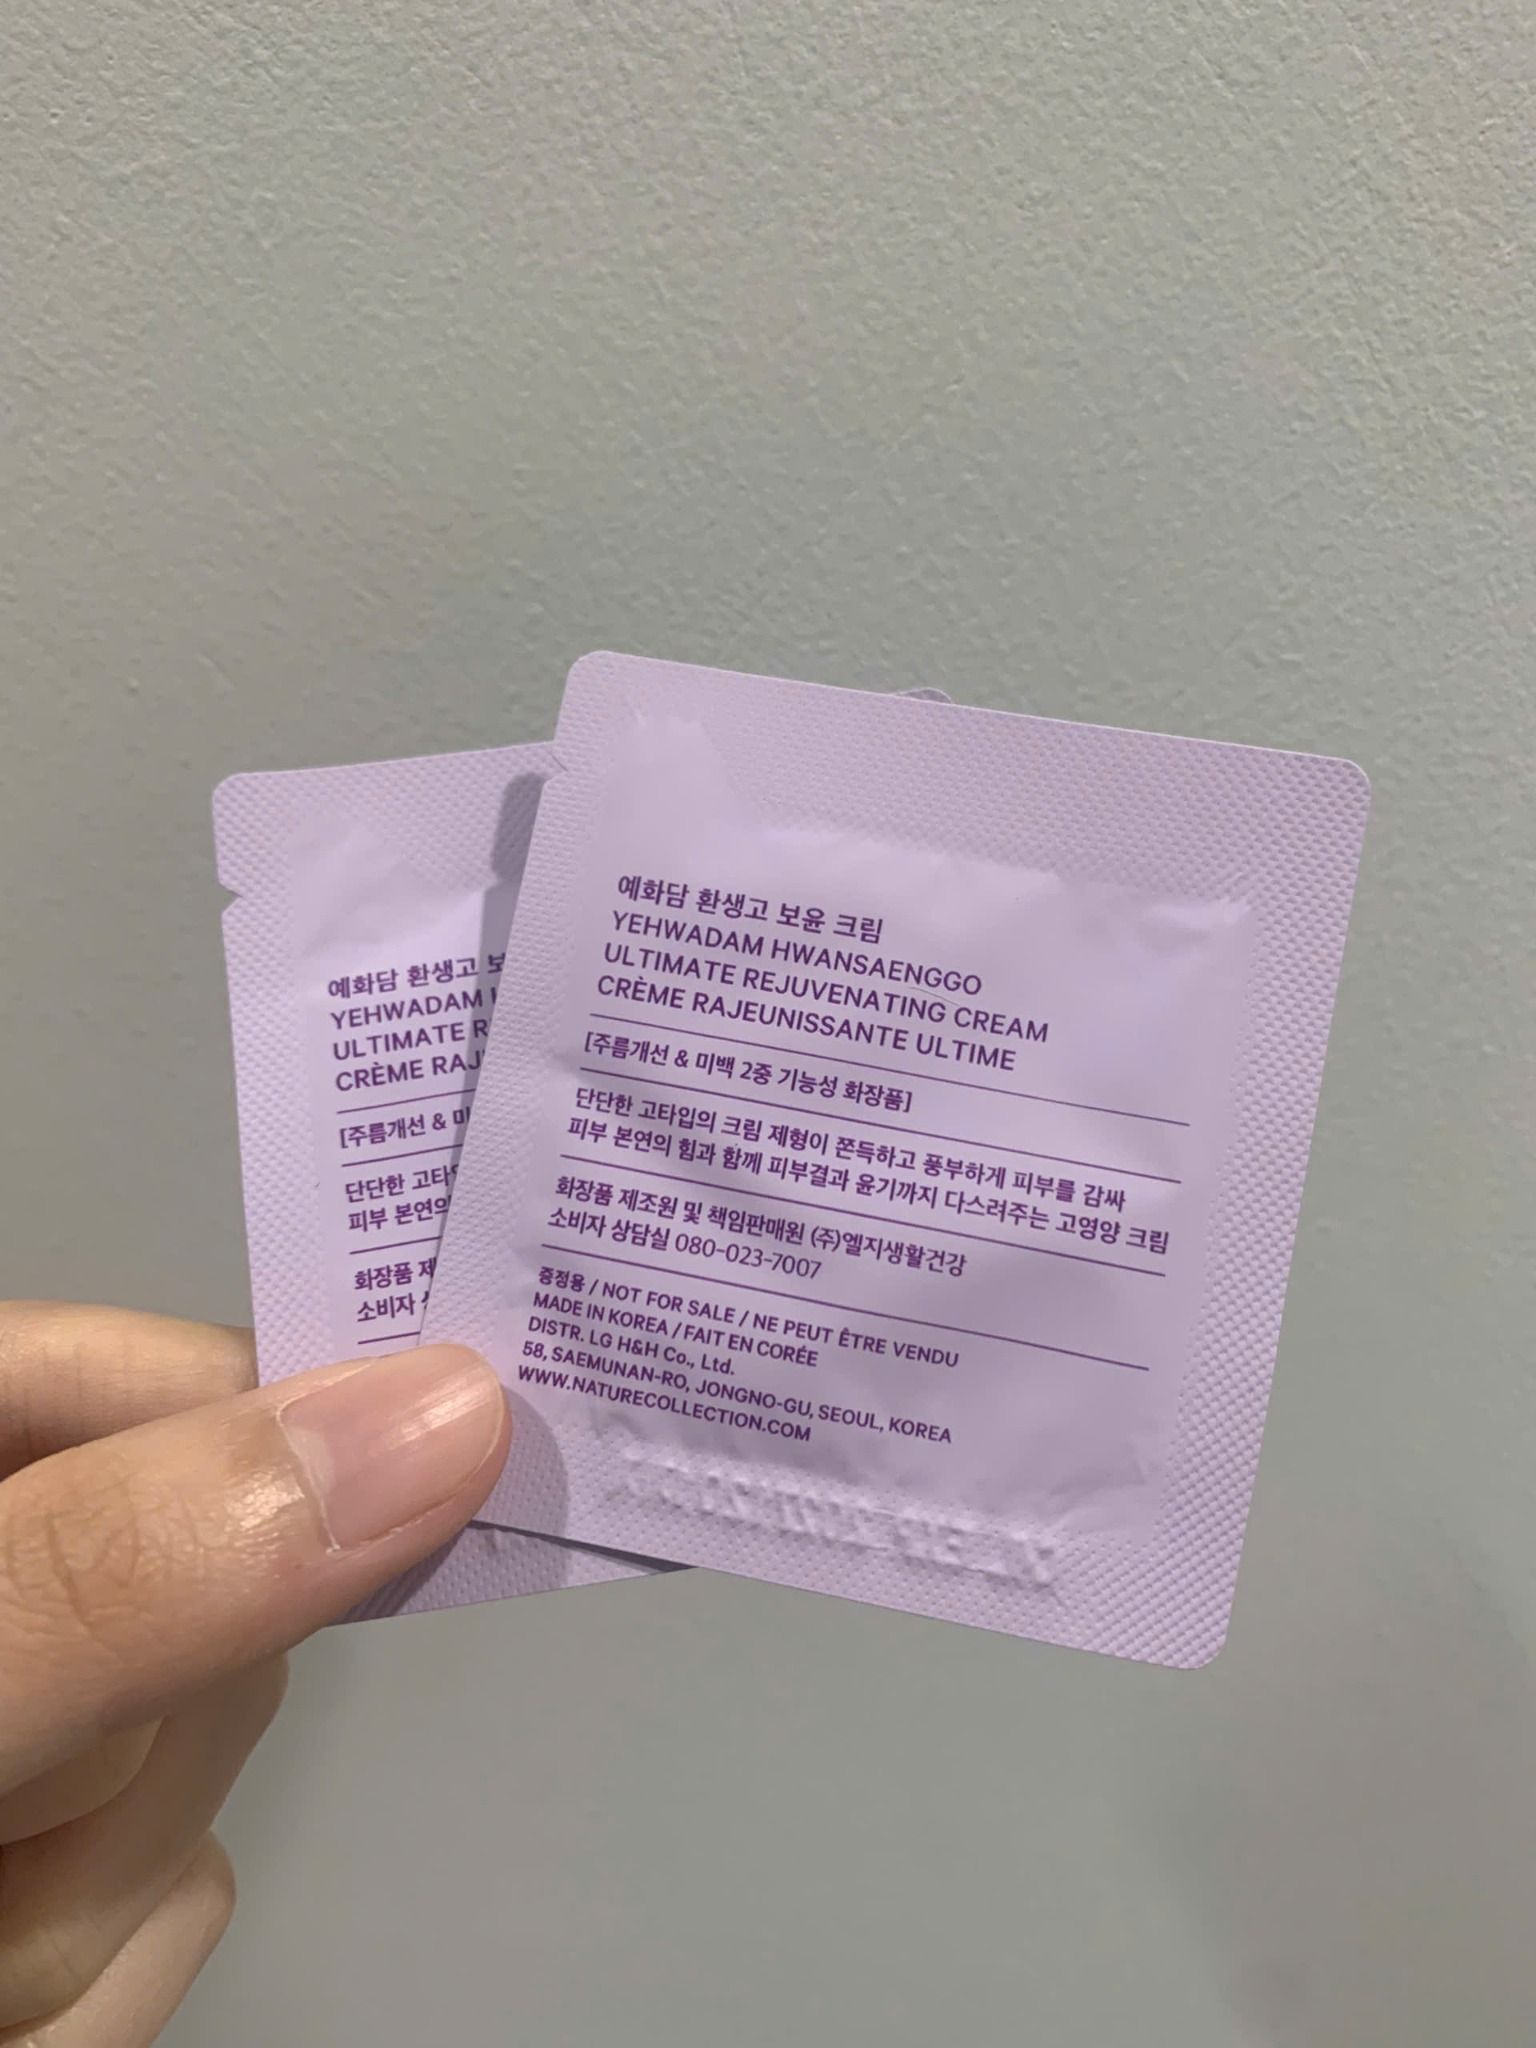 예화담 환생고 보윤 크림
YEHWADAM HWANSAENGGO
ULTIMATE REJUVENATING CREAM
CRÈME RAJEUNISSANTE ULTIME
[주름개선 & 미백 2중 기능성 화장품]
단단한 고타입의 크림 제형이 쫀득하고 풍부하게 피부를 감싸
피부 본연의 힘과 함께 피부결과 윤기까지 다스려주는 고영양 크림
화장품 제조원 및 책임판매원 (주)엘지생활건강
소비자 상담실 080-023-7007
증정용 / NOT FOR SALE / NE PEUT ÊTRE VENDU
MADE IN KOREA / FAIT EN CORÉE
DISTR. LG H&H Co., Ltd.
58, SAEMUNAN-RO, JONGNO-GU, SEOUL, KOREA
WWW.NATURECOLLECTION.COM
예화담 환생고
YEHWADAM
ULTIMATE
CRÈME
[주름개선 &
단단한
피부 본연의
화장품
소비자